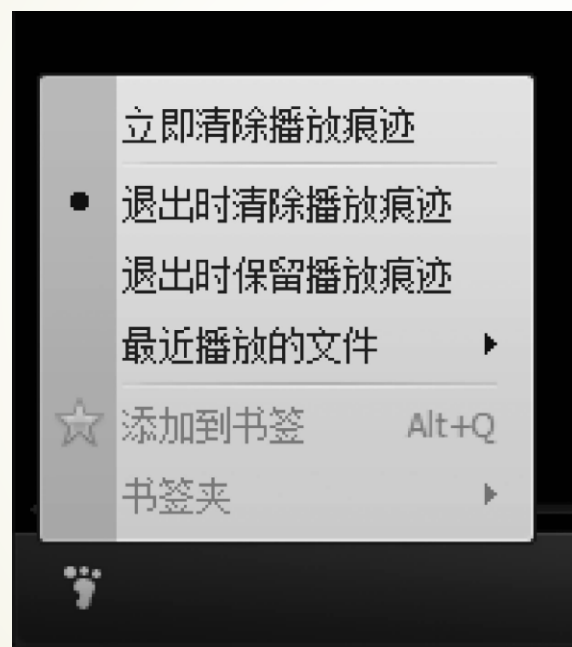 立即清除播放痕迹
退出时清除播放痕迹
退出时保留播放痕迹
最近播放的文件
添加到书签 Alt+Q
书签夹